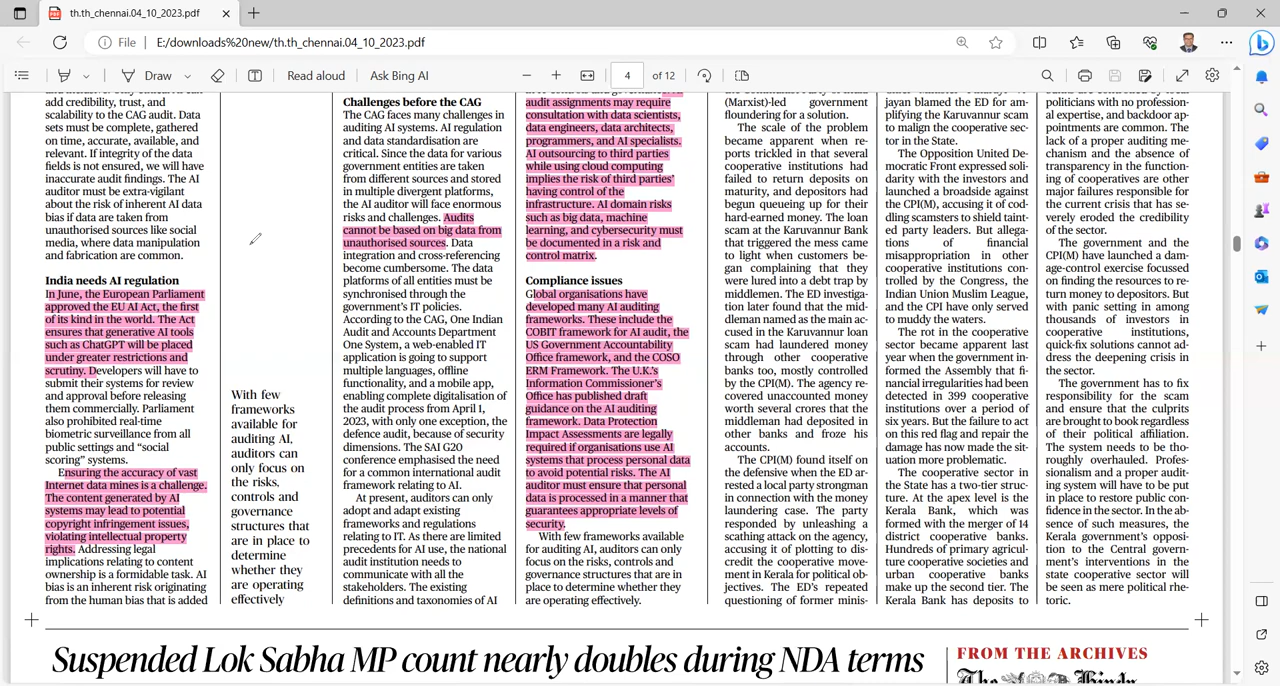 th.th_chennai.04_10_2023.pdf
File
E:/downloads%20new/th.th_chennai.04_10_2023.pdf
Draw
Read aloud
Ask Bing AI
4
of 12
add credibility, trust, and
scalability to the CAG audit. Data
sets must be complete, gathered
on time, accurate, available, and
relevant. If integrity of the data
fields is not ensured, we will have
inaccurate audit findings. The AI
auditor must be extra-vigilant
about the risk of inherent AI data
bias if data are taken from
unauthorised sources like social
media, where data manipulation
and fabrication are common.
India needs AI regulation
In June, the European Parliament
approved the EU AI Act, the first
of its kind in the world. The Act
ensures that generative AI tools
such as ChatGPT will be placed
under greater restrictions and
scrutiny. Developers will have to
submit their systems for review
and approval before releasing
them commercially. Parliament
also prohibited real-time
biometric surveillance from all
public settings and “social
scoring” systems.
Ensuring the accuracy of vast
Internet data mines is a challenge.
The content generated by AI
systems may lead to potential
copyright infringement issues,
violating intellectual property
rights. Addressing legal
implications relating to content
ownership is a formidable task. AI
bias is an inherent risk originating
from the human bias that is added
With few
frameworks
available for
auditing AI,
auditors can
only focus on
the risks,
controls and
governance
structures that
are in place to
determine
whether they
are operating
effectively
Challenges before the CAG
The CAG faces many challenges in
auditing AI systems. AI regulation
and data standardisation are
critical. Since the data for various
government entities are taken
from different sources and stored
in multiple divergent platforms,
the AI auditor will face enormous
risks and challenges. Audits
cannot be based on big data from
unauthorised sources. Data
integration and cross-referencing
become cumbersome. The data
platforms of all entities must be
synchronised through the
government’s IT policies.
According to the CAG, One Indian
Audit and Accounts Department
One System, a web-enabled IT
application is going to support
multiple languages, offline
functionality, and a mobile app,
enabling complete digitalisation of
the audit process from April 1,
2023, with only one exception, the
defence audit, because of security
dimensions. The SAI G20
conference emphasised the need
for a common international audit
framework relating to AI.
At present, auditors can only
adopt and adapt existing
frameworks and regulations
relating to IT. As there are limited
precedents for AI use, the national
audit institution needs to
communicate with all the
stakeholders. The existing
definitions and taxonomies of AI
audit assignments may require
consultation with data scientists,
data engineers, data architects,
programmers, and AI specialists.
AI outsourcing to third parties
while using cloud computing
implies the risk of third parties’
having control of the
infrastructure. AI domain risks
such as big data, machine
learning, and cybersecurity must
be documented in a risk and
control matrix.
Compliance issues
Global organisations have
developed many AI auditing
frameworks. These include the
COBIT framework for AI audit, the
US Government Accountability
Office framework, and the COSO
ERM Framework. The U.K.’s
Information Commissioner’s
Office has published draft
guidance on the AI auditing
framework. Data Protection
Impact Assessments are legally
required if organisations use AI
systems that process personal data
to avoid potential risks. The AI
auditor must ensure that personal
data is processed in a manner that
guarantees appropriate levels of
security.
With few frameworks available
for auditing AI, auditors can only
focus on the risks, controls and
governance structures that are in
place to determine whether they
are operating effectively.
(Marxist)-led government
floundering for a solution.
The scale of the problem
became apparent when re-
ports trickled in that several
cooperative institutions had
failed to return deposits on
maturity, and depositors had
begun queueing up for their
hard-earned money. The loan
scam at the Karuvannur Bank
that triggered the mess came
to light when customers be-
gan complaining that they
were lured into a debt trap by
middlemen. The ED investiga-
tion later found that the mid-
dleman named as the main ac-
cused in the Karuvannur loan
scam had laundered money
through other cooperative
banks too, mostly controlled
by the CPI(M). The agency re-
covered unaccounted money
worth several crores that the
middleman had deposited in
other banks and froze his
accounts.
The CPI(M) found itself on
the defensive when the ED ar-
rested a local party strongman
in connection with the money
laundering case. The party
responded by unleashing a
scathing attack on the agency,
accusing it of plotting to dis-
credit the cooperative move-
ment in Kerala for political ob-
jectives. The ED’s repeated
questioning of former minis-
jayan blamed the ED for am-
plifying the Karuvannur scam
to malign the cooperative sec-
tor in the State.
The Opposition United De-
mocratic Front expressed soli-
darity with the investors and
launched a broadside against
the CPI(M), accusing it of cod-
dling scamsters to shield taint-
ed party leaders. But allega-
tions of financial
misappropriation in other
cooperative institutions con-
trolled by the Congress, the
Indian Union Muslim League,
and the CPI have only served
to muddy the waters.
The rot in the cooperative
sector became apparent last
year when the government in-
formed the Assembly that fi-
nancial irregularities had been
detected in 399 cooperative
institutions over a period of
six years. But the failure to act
on this red flag and repair the
damage has now made the sit-
uation more problematic.
The cooperative sector in
the State has a two-tier struc-
ture. At the apex level is the
Kerala Bank, which was
formed with the merger of 14
district cooperative banks.
Hundreds of primary agricul-
ture cooperative societies and
urban cooperative banks
make up the second tier. The
Kerala Bank has deposits to
politicians with no profession-
al expertise, and backdoor ap-
pointments are common. The
lack of a proper auditing me-
chanism and the absence of
transparency in the function-
ing of cooperatives are other
major failures responsible for
the current crisis that has se-
verely eroded the credibility
of the sector.
The government and the
CPI(M) have launched a dam-
age-control exercise focussed
on finding the resources to re-
turn money to depositors. But
with panic setting in among
thousands of investors in
cooperative institutions,
quick-fix solutions cannot ad-
dress the deepening crisis in
the sector.
The government has to fix
responsibility for the scam
and ensure that the culprits
are brought to book regardless
of their political affiliation.
The system needs to be tho-
roughly overhauled. Profes-
sionalism and a proper audit-
ing system will have to be put
in place to restore public con-
fidence in the sector. In the ab-
sence of such measures, the
Kerala government’s opposi-
tion to the Central govern-
ment’s interventions in the
state cooperative sector will
be seen as mere political rhe-
toric.
Suspended Lok Sabha MP count nearly doubles during NDA terms
FROM THE ARCHIVES
The Hindu